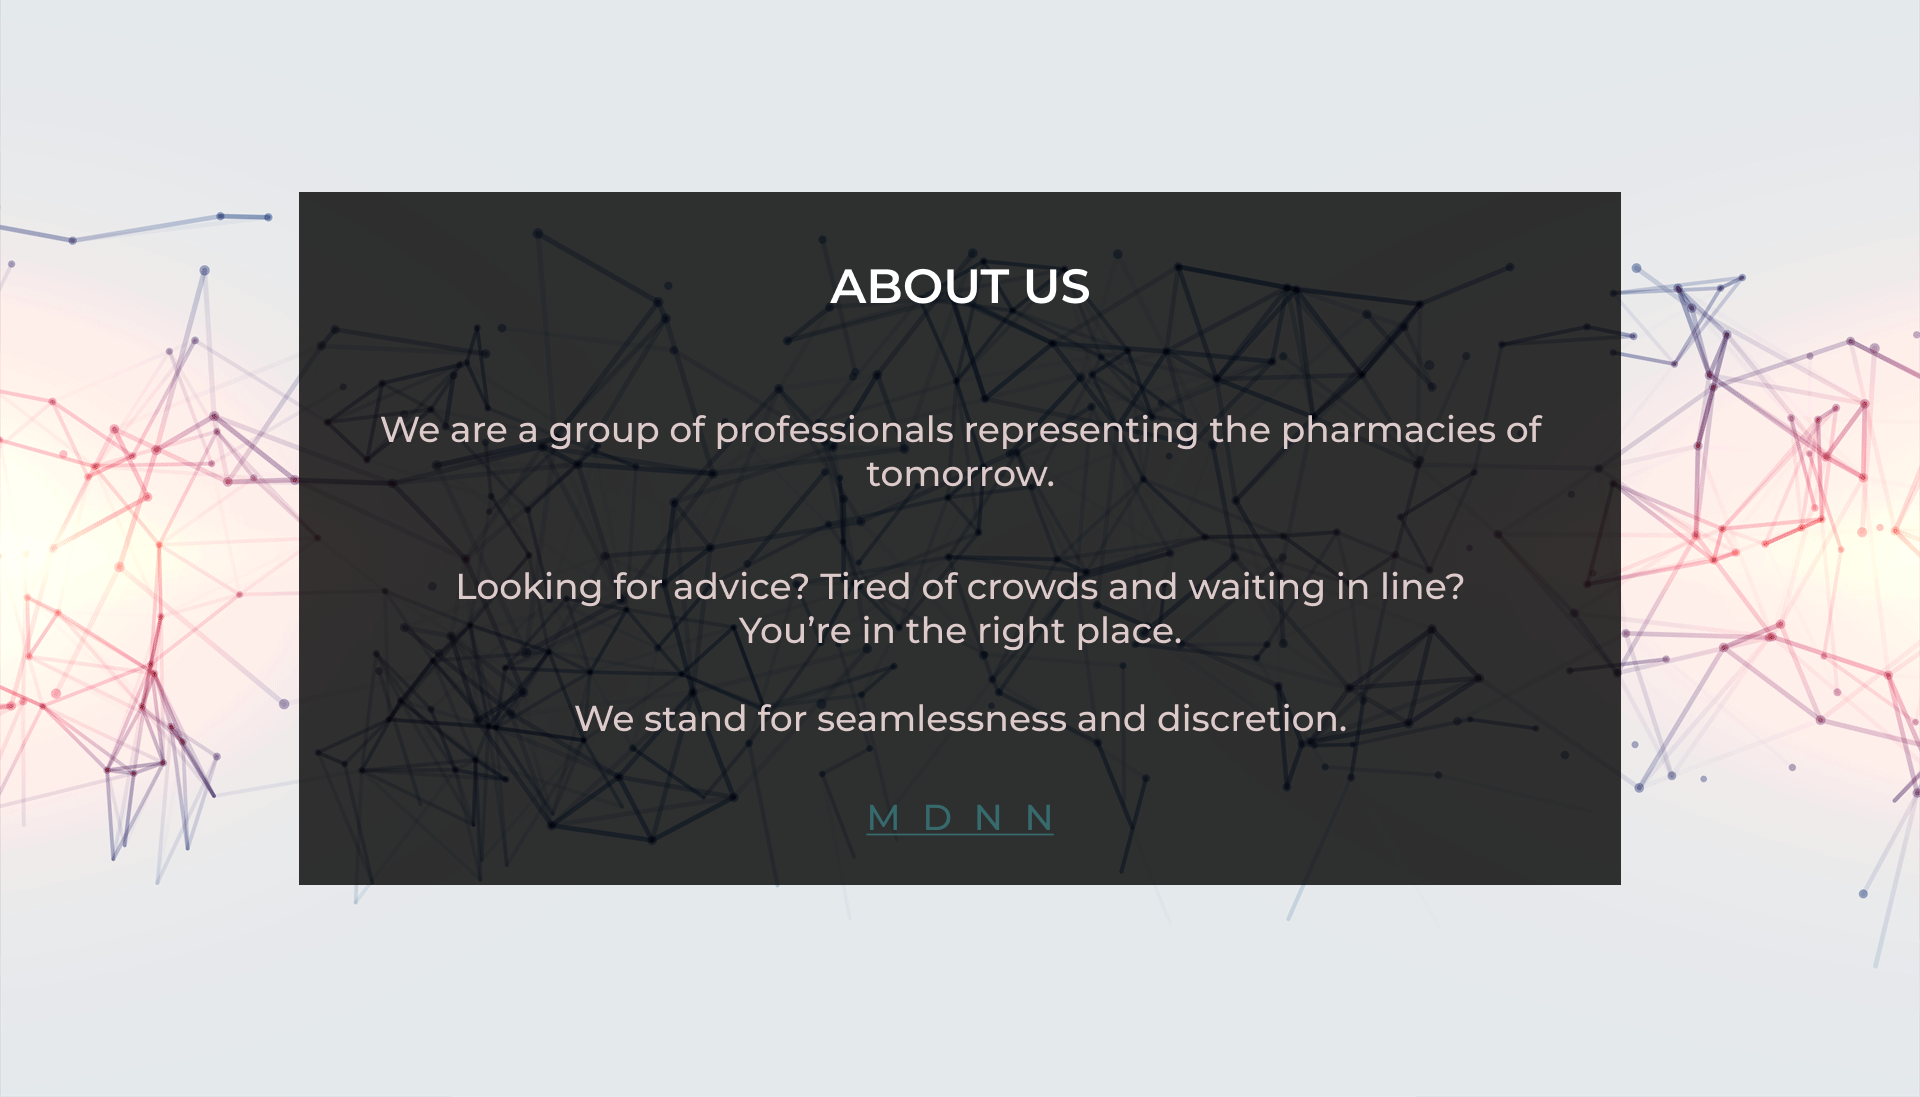 ABOUT US
We are a group of professionals representing the pharmacies of
tomorrow.
Looking for advice? Tired of crowds and waiting in line?
You’re in the right place.
We stand for seamlessness and discretion.
M D N N